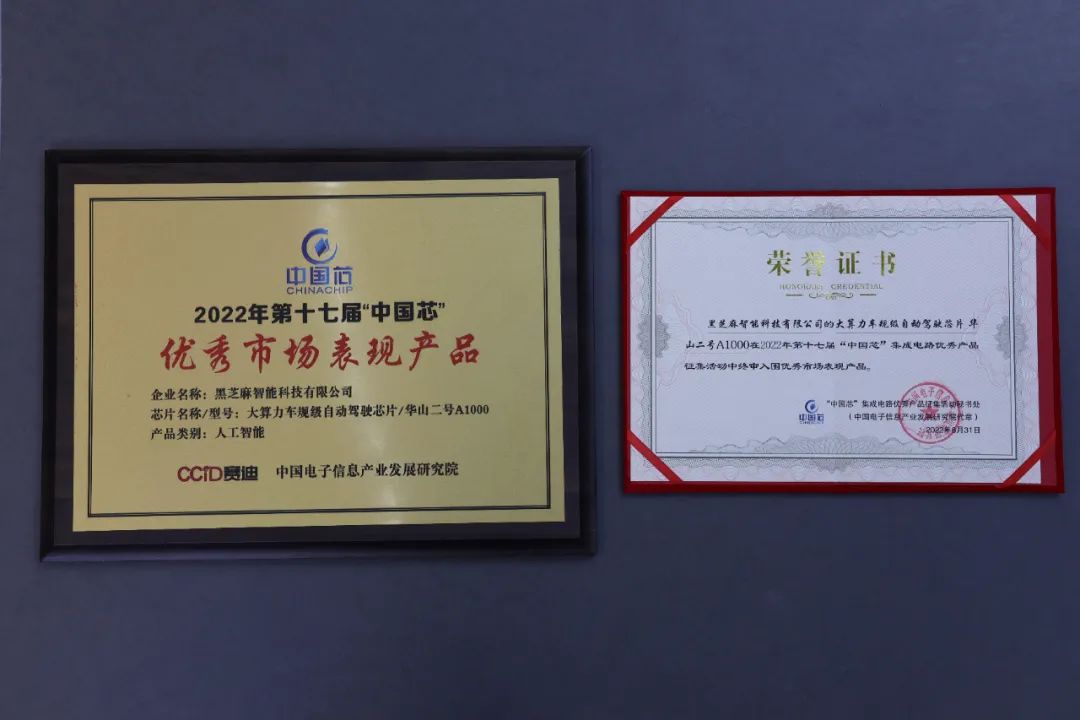 中国芯
CHINACHIP
2022年第十七届“中国芯”
优秀市场表现产品
企业名称：黑芝麻智能科技有限公司
芯片名称/型号：大算力车规级自动驾驶芯片/华山二号A1000
产品类别：人工智能
CCID赛迪 中国电子信息产业发展研究院
荣誉证书
HONORARY CREDENTIAL
黑芝麻智能科技有限公司的大算力车规级自动驾驶芯片 华
山二号A1000在2022年第十七届“中国芯”集成电路优秀产品
征集活动中终审入围优秀市场表现产品。
中国芯
“中国芯”集成电路优秀产品征集活动秘书处
（中国电子信息产业发展研究院代章）
2022年8月31日